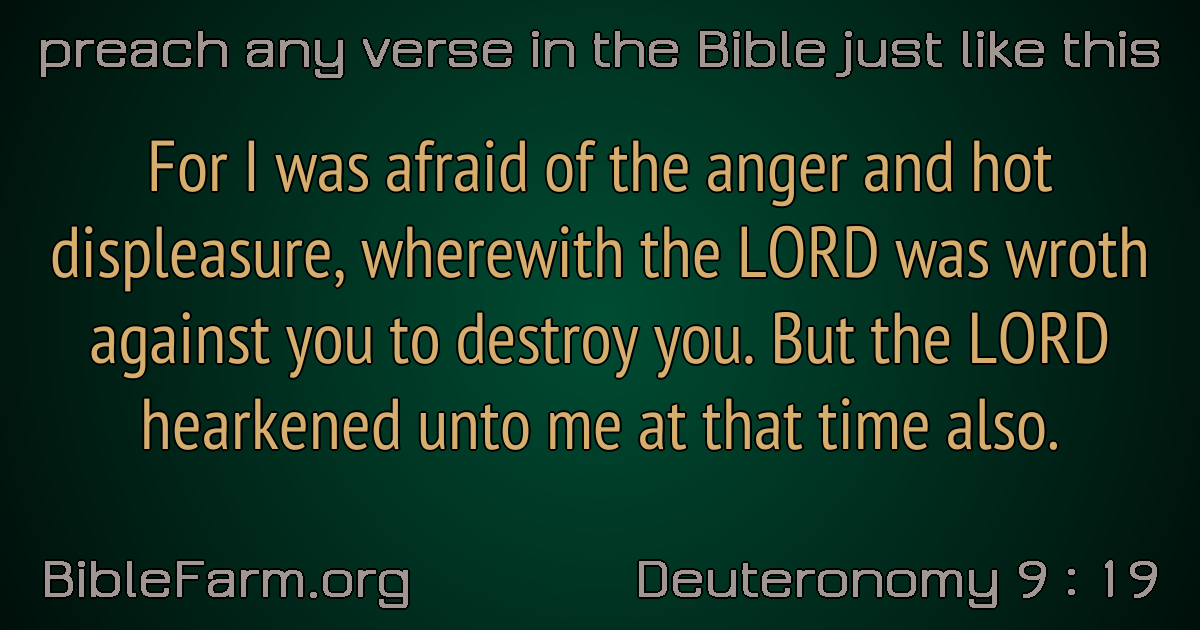 preach any verse in the Bible just like this
For I was afraid of the anger and hot
displeasure, wherewith the LORD was wroth
against you to destroy you. But the LORD
hearkened unto me at that time also.
BibleFarm.org
Deuteronomy 9 : 19